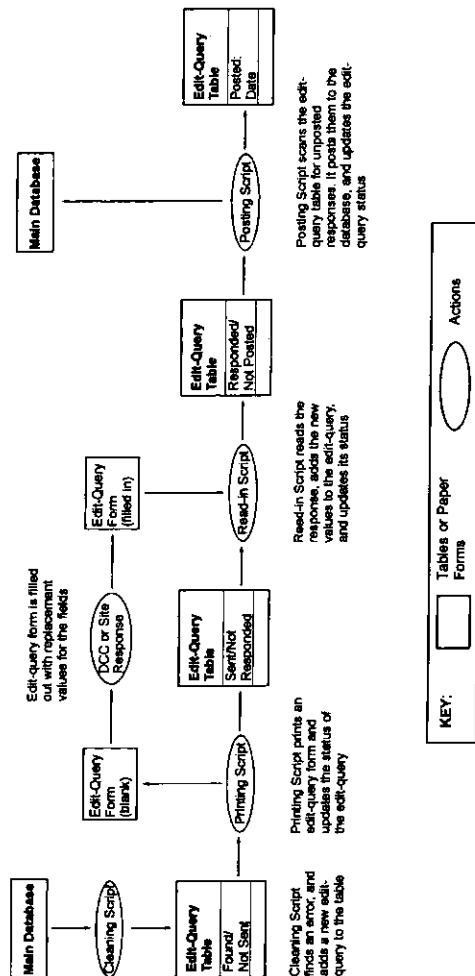 Main Database
Cleaning Script
Edit-Query
Table
Found/
Not Sent
Cleaning Script
finds an error, and
adds a new edit-
query to the table
Edit-Query
Form
(blank)
Printing Script
Printing Script prints an
edit-query form and
updates the status of
the edit-query
Edit-query form is filled
out with replacement
values for the fields
DCC or Site
Response
Edit-Query
Table
Sent/Not
Responded
Edit-Query
Form
(filled in)
Read-in Script
Read-in Script reads the
response, adds the new
values to the edit-query,
and updates its status
Edit-Query
Table
Responded/
Not Posted
Main Database
Posting Script
Posting Script scans the edit-
query table for unposted
responses. It posts them to the
database, and updates the edit-
query status
Edit-Query
Table
Posted:
Date
KEY:
Tables or Paper
Forms
Actions